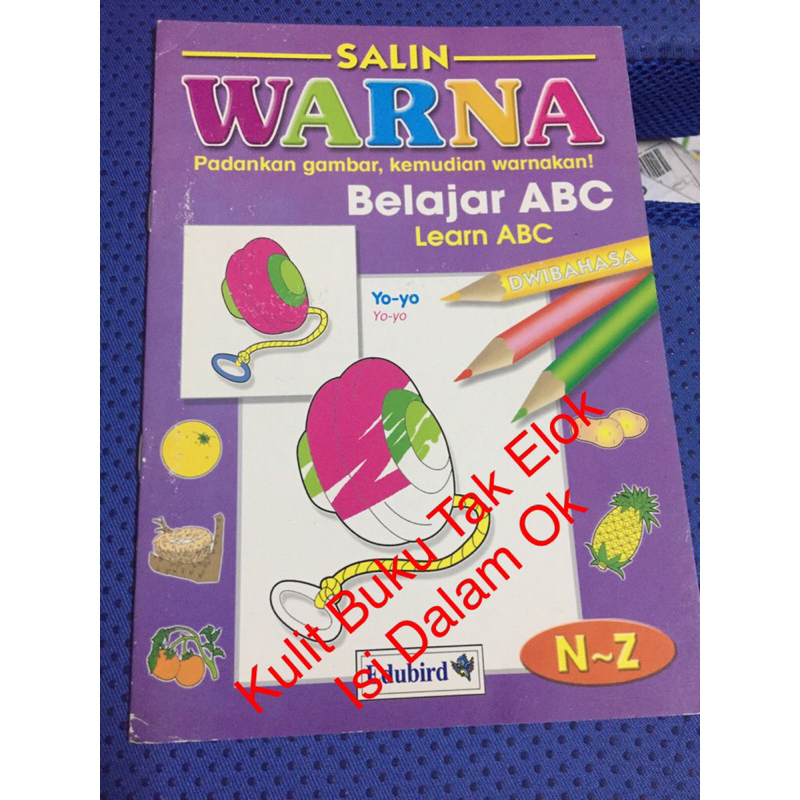 SALIN
WARNA
Padankan gambar, kemudian warnakan!
Belajar ABC
Learn ABC
DWIBAHASA
Yo-yo
Yo-yo
Kulit Buku Tak Elok
Isi Dalam Ok
N~Z
Edubird